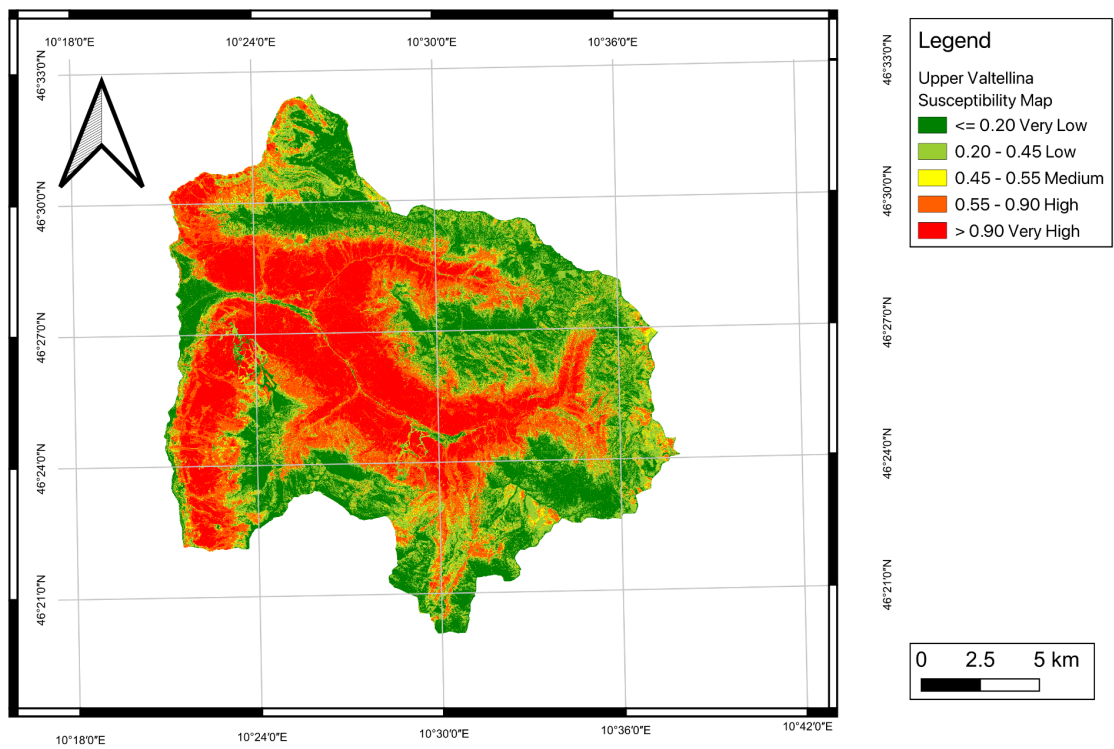 10°18'0"E 10°24'0"E 10°30'0"E 10°36'0"E
46°33'0"N 46°33'0"N
46°30'0"N 46°30'0"N
46°27'0"N 46°27'0"N
46°24'0"N 46°24'0"N
46°21'0"N 46°21'0"N
10°18'0"E 10°24'0"E 10°30'0"E 10°36'0"E 10°42'0"E
Legend
Upper Valtellina
Susceptibility Map
<= 0.20 Very Low
0.20 - 0.45 Low
0.45 - 0.55 Medium
0.55 - 0.90 High
> 0.90 Very High
0 2.5 5 km